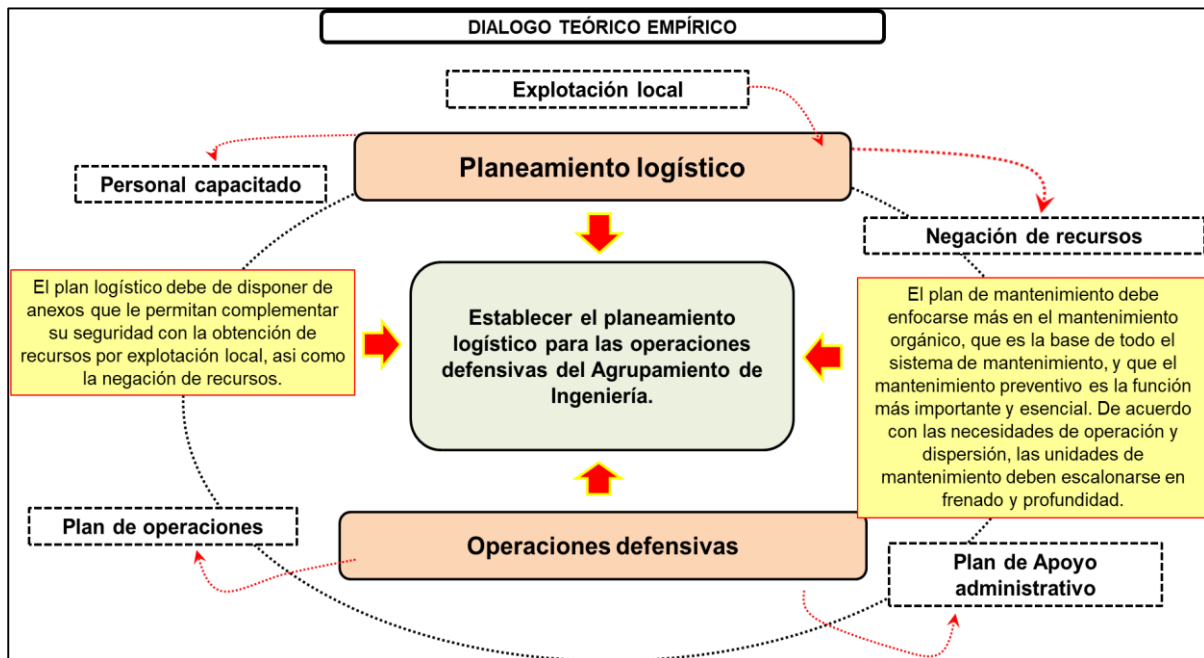 DIALOGO TEÓRICO EMPÍRICO
Explotación local
Planeamiento logístico
Personal capacitado
Negación de recursos
El plan logístico debe de disponer de
anexos que le permitan complementar
su seguridad con la obtención de
recursos por explotación local, asi como
la negación de recursos.
Establecer el planeamiento
logístico para las operaciones
defensivas del Agrupamiento de
Ingeniería.
El plan de mantenimiento debe
enfocarse más en el mantenimiento
orgánico, que es la base de todo el
sistema de mantenimiento, y que el
mantenimiento preventivo es la función
más importante y esencial. De acuerdo
con las necesidades de operación y
dispersión, las unidades de
mantenimiento deben escalonarse en
frenado y profundidad.
Plan de operaciones
Operaciones defensivas
Plan de Apoyo
administrativo